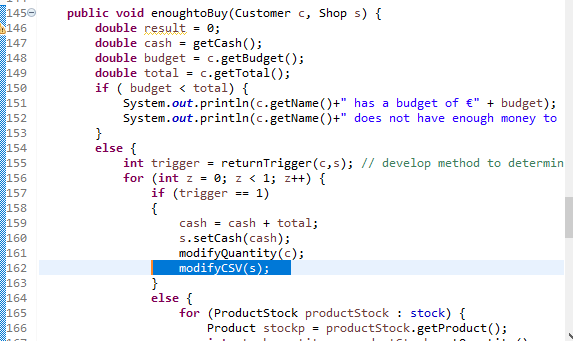 145 public void enoughtoBuy(Customer c, Shop s) {
146 double result = 0;
147 double cash = getCash();
148 double budget = c.getBudget();
149 double total = c.getTotal();
150 if ( budget < total) {
151 System.out.println(c.getName()+" has a budget of €" + budget);
152 System.out.println(c.getName()+" does not have enough money to
153 }
154 else {
155 int trigger = returnTrigger(c,s); // develop method to determin
156 for (int z = 0; z < 1; z++) {
157 if (trigger == 1)
158 {
159 cash = cash + total;
160 s.setCash(cash);
161 modifyQuantity(c);
162 modifyCSV(s);
163 }
164 else {
165 for (ProductStock productStock : stock) {
166 Product stockp = productStock.getProduct();